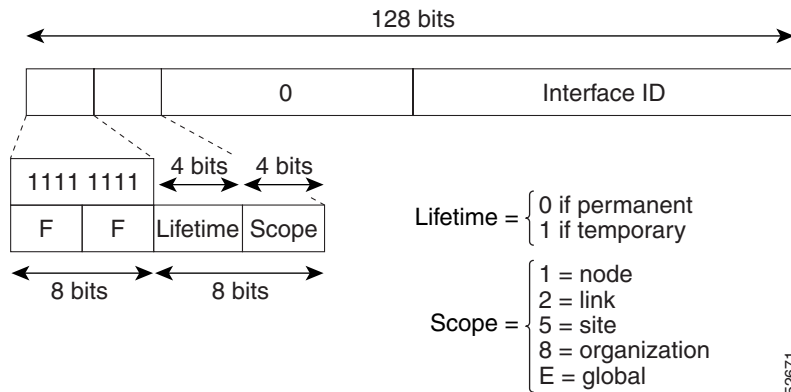 128 bits
0 Interface ID
4 bits 4 bits
1111 1111
F F Lifetime Scope
8 bits 8 bits
Lifetime = { 0 if permanent
1 if temporary
Scope = { 1 = node
2 = link
5 = site
8 = organization
E = global
52671